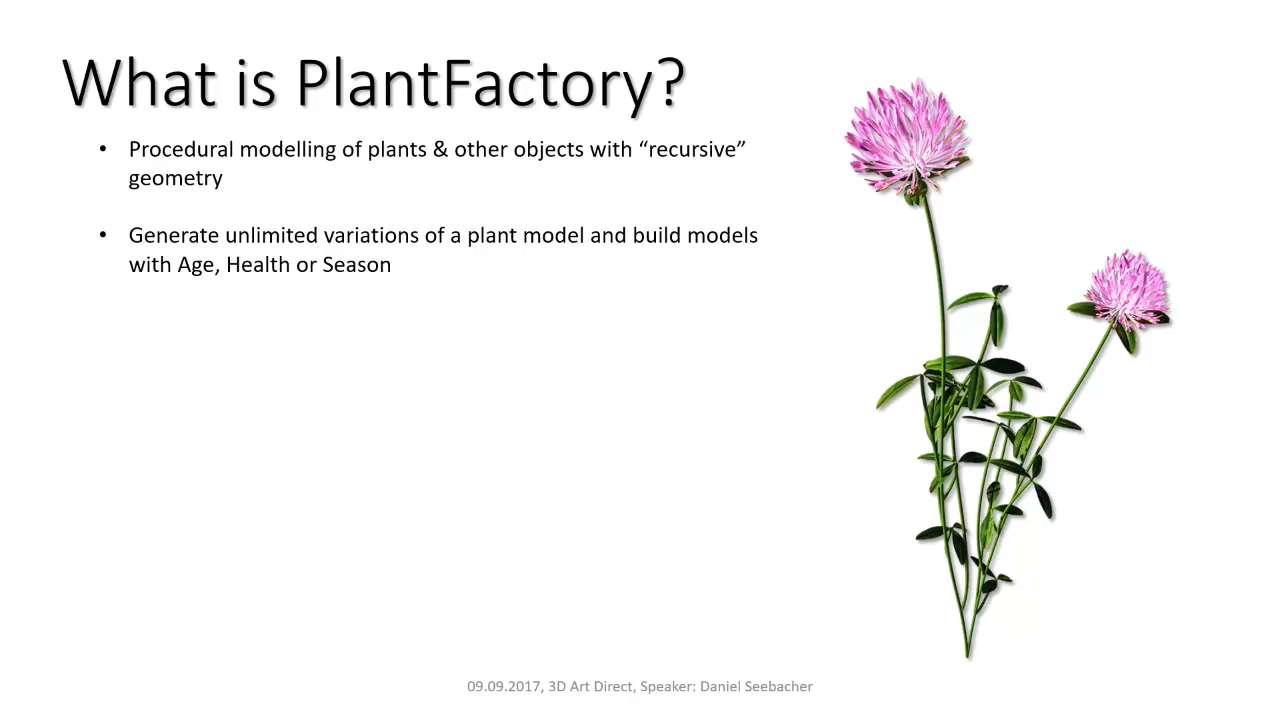 What is PlantFactory?
• Procedural modelling of plants & other objects with “recursive”
geometry
• Generate unlimited variations of a plant model and build models
with Age, Health or Season
09.09.2017, 3D Art Direct, Speaker: Daniel Seebacher